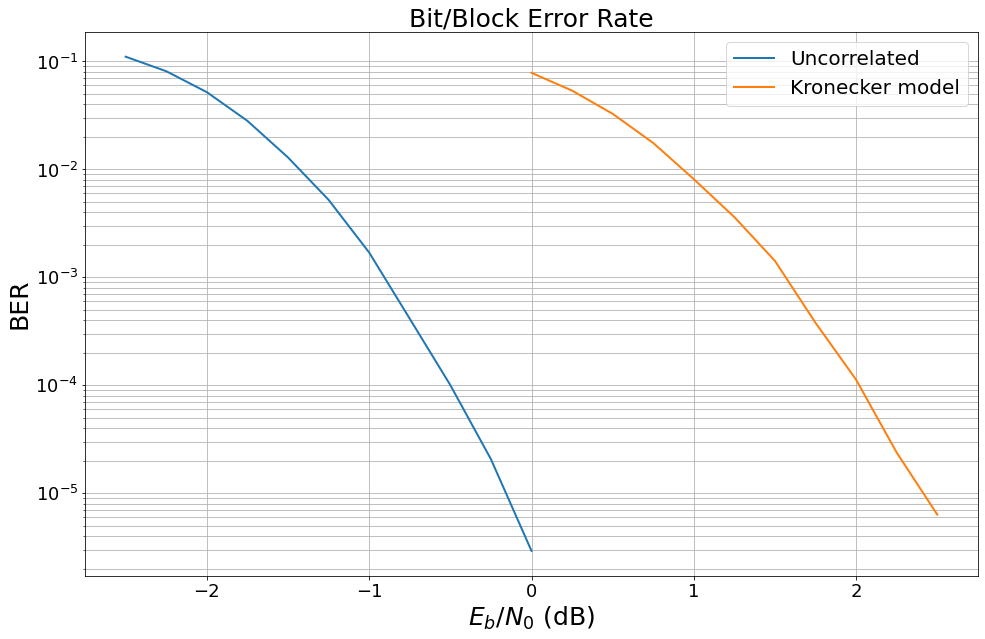 Bit/Block Error Rate
Uncorrelated
Kronecker model
BER
10⁻¹
10⁻²
10⁻³
10⁻⁴
10⁻⁵
−2 −1 0 1 2
E_b/N_0 (dB)